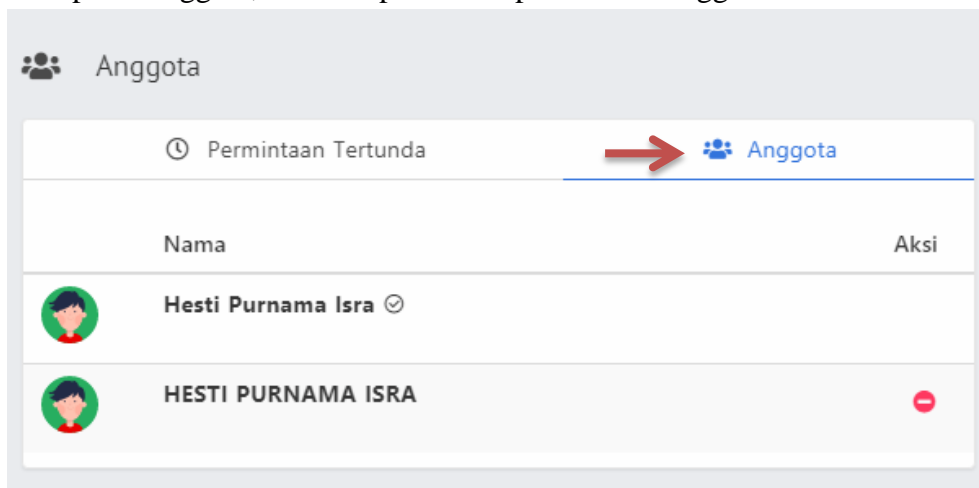 Anggota
Permintaan Tertunda
Anggota
Nama
Aksi
Hesti Purnama Isra
HESTI PURNAMA ISRA